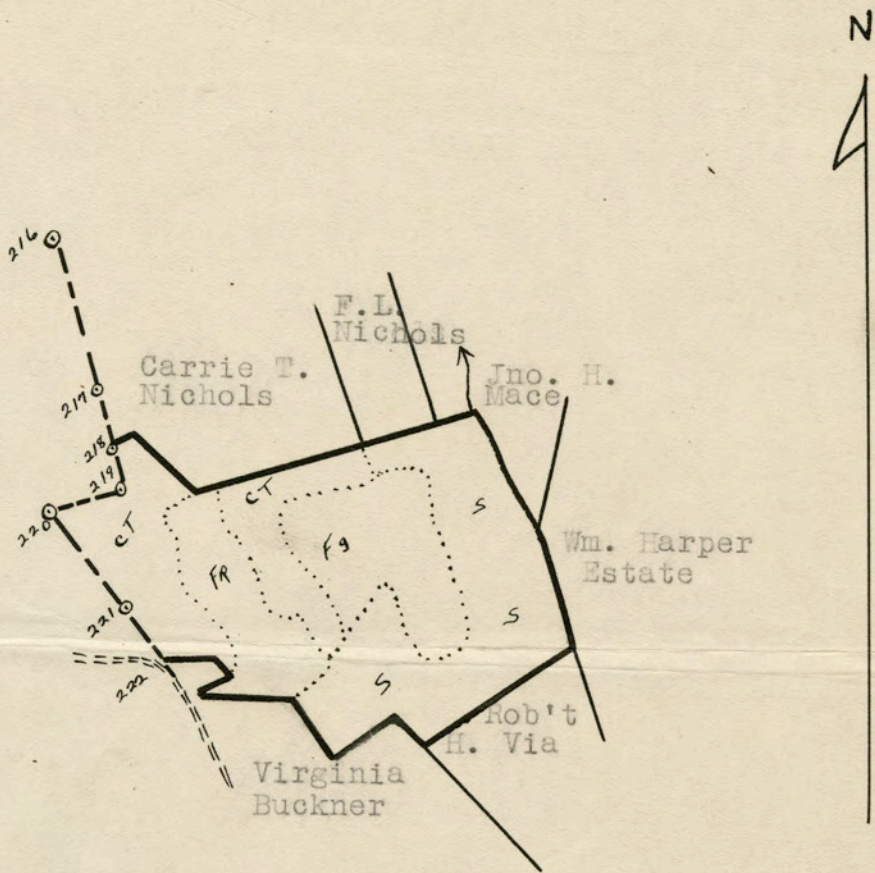 N
216
F.L.
Nichols
Carrie T.
Nichols
Jno. H.
Mace
217
218
219
CT
S
220
CT
Fg
Wm. Harper
Estate
FR
221
S
222
S
Rob't
H. Via
Virginia
Buckner